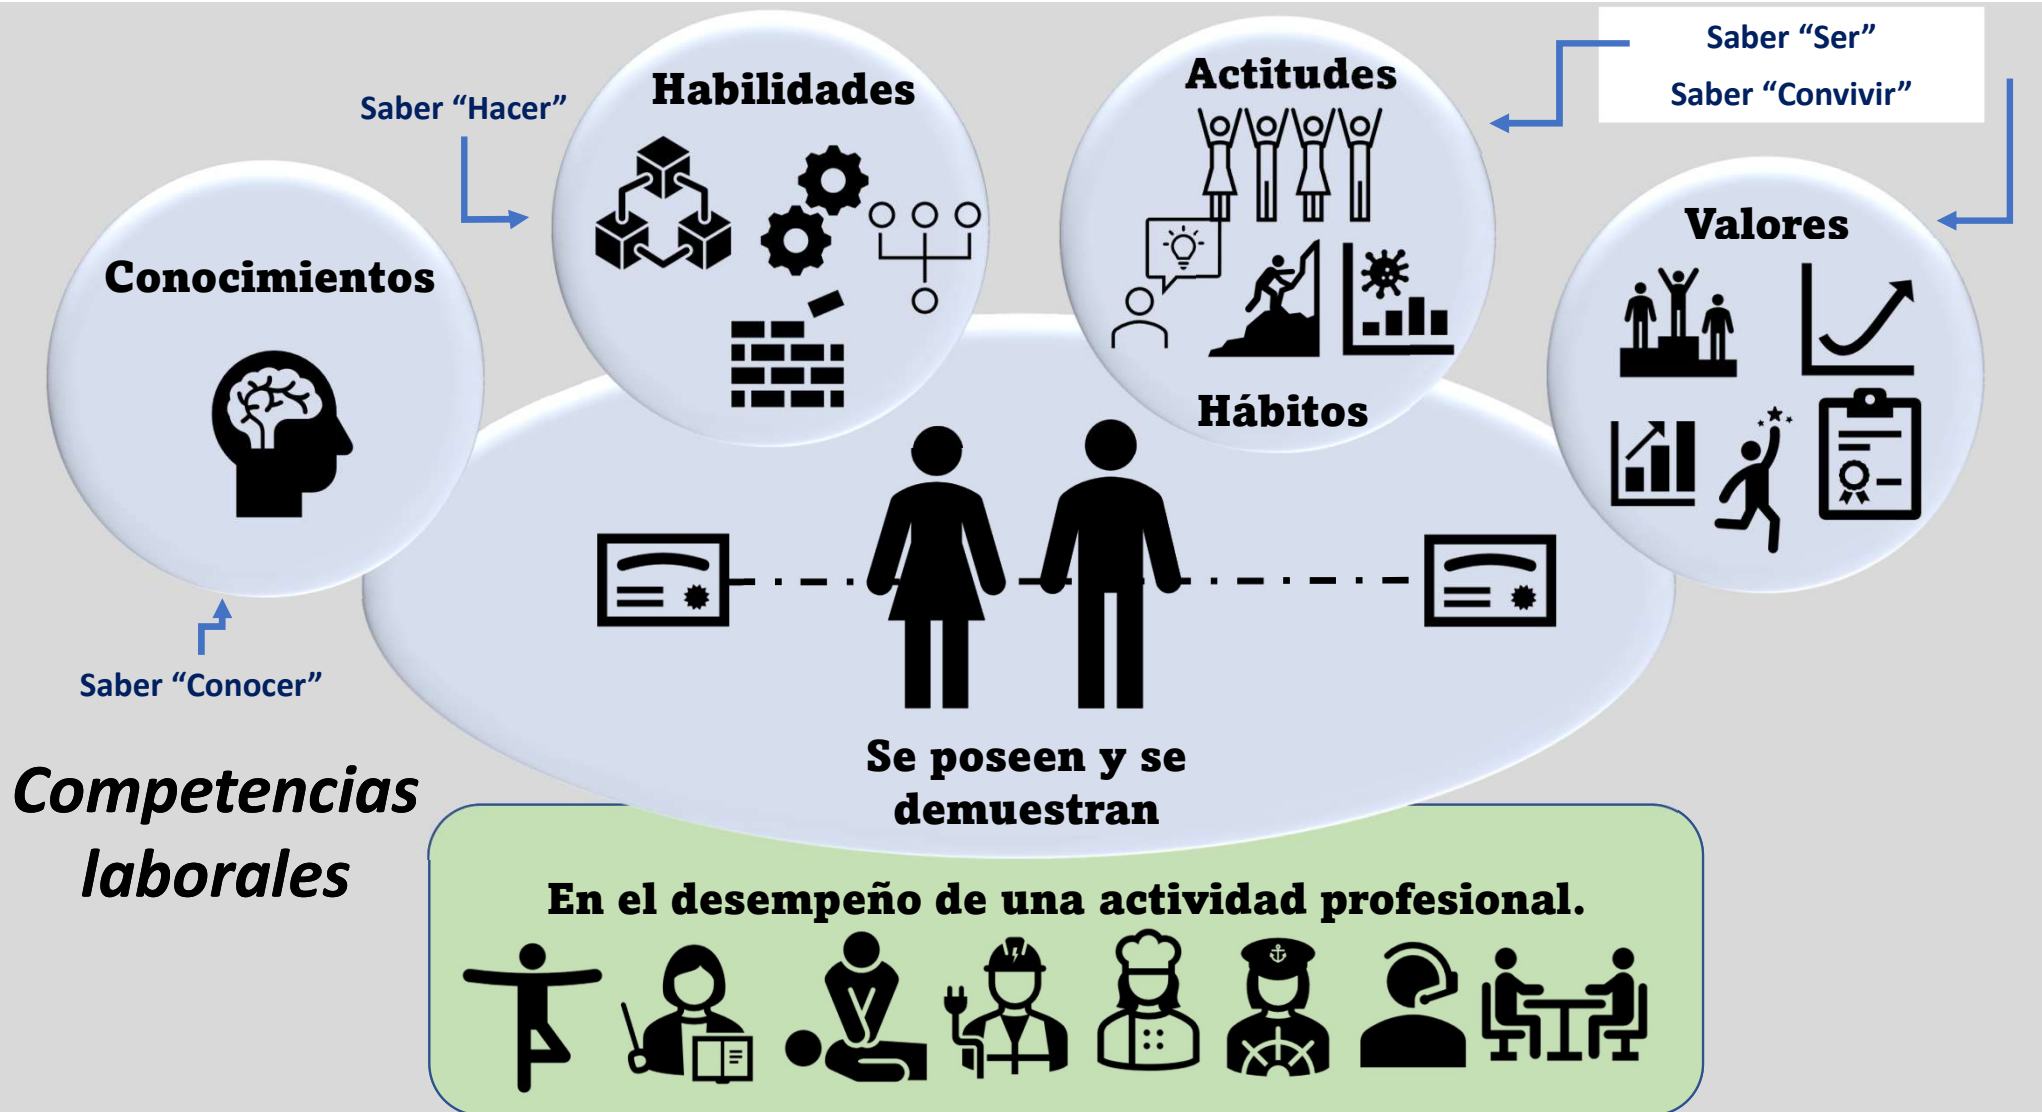 Saber “Ser”
Saber “Convivir”
Actitudes
Habilidades
Saber “Hacer”
Valores
Conocimientos
Hábitos
Saber “Conocer”
Se poseen y se
demuestran
Competencias
laborales
En el desempeño de una actividad profesional.